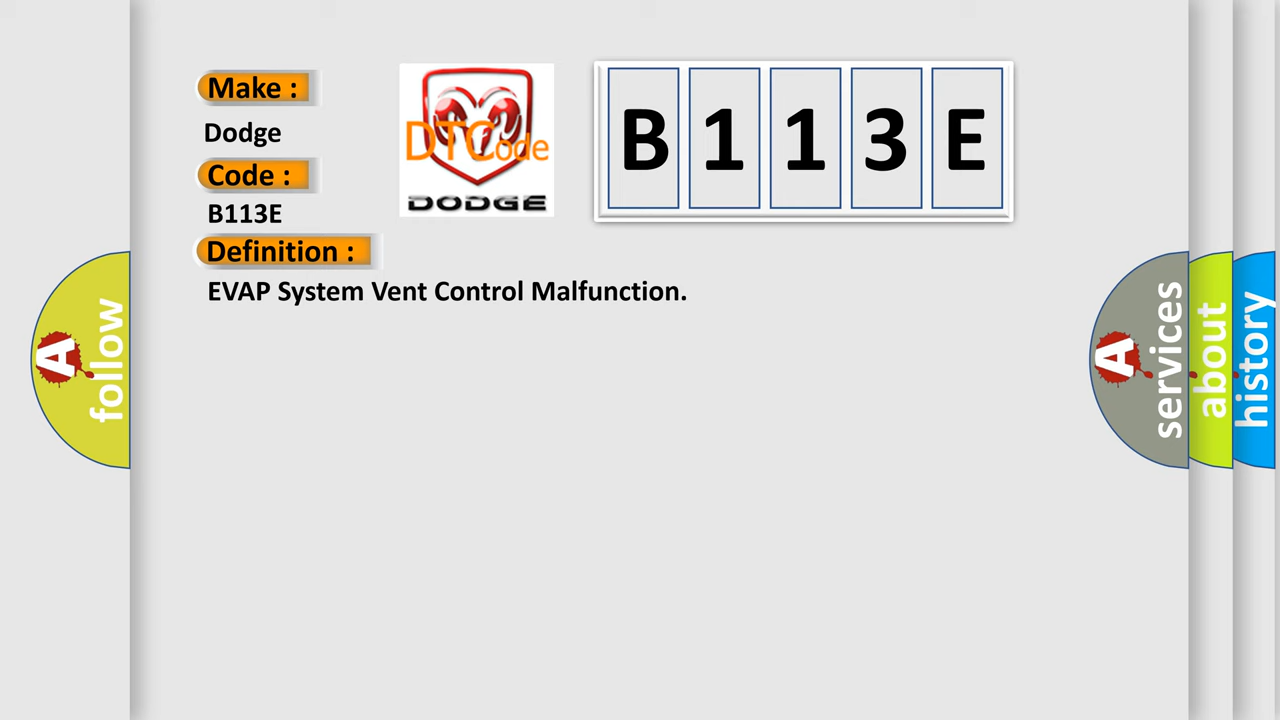 Make :
Dodge
Code :
B113E
Definition :
EVAP System Vent Control Malfunction.
DTCode
DODGE
B 1 1 3 E
A follow
A services
about
history